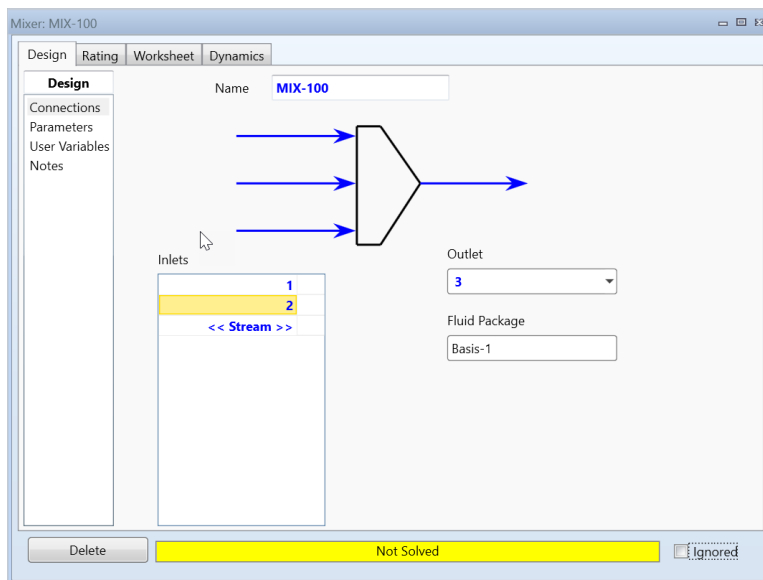 Mixer: MIX-100
Design Rating Worksheet Dynamics
Design
Connections
Parameters
User Variables
Notes
Name MIX-100
Inlets
1
2
<< Stream >>
Outlet
3
Fluid Package
Basis-1
Delete
Not Solved
Ignored